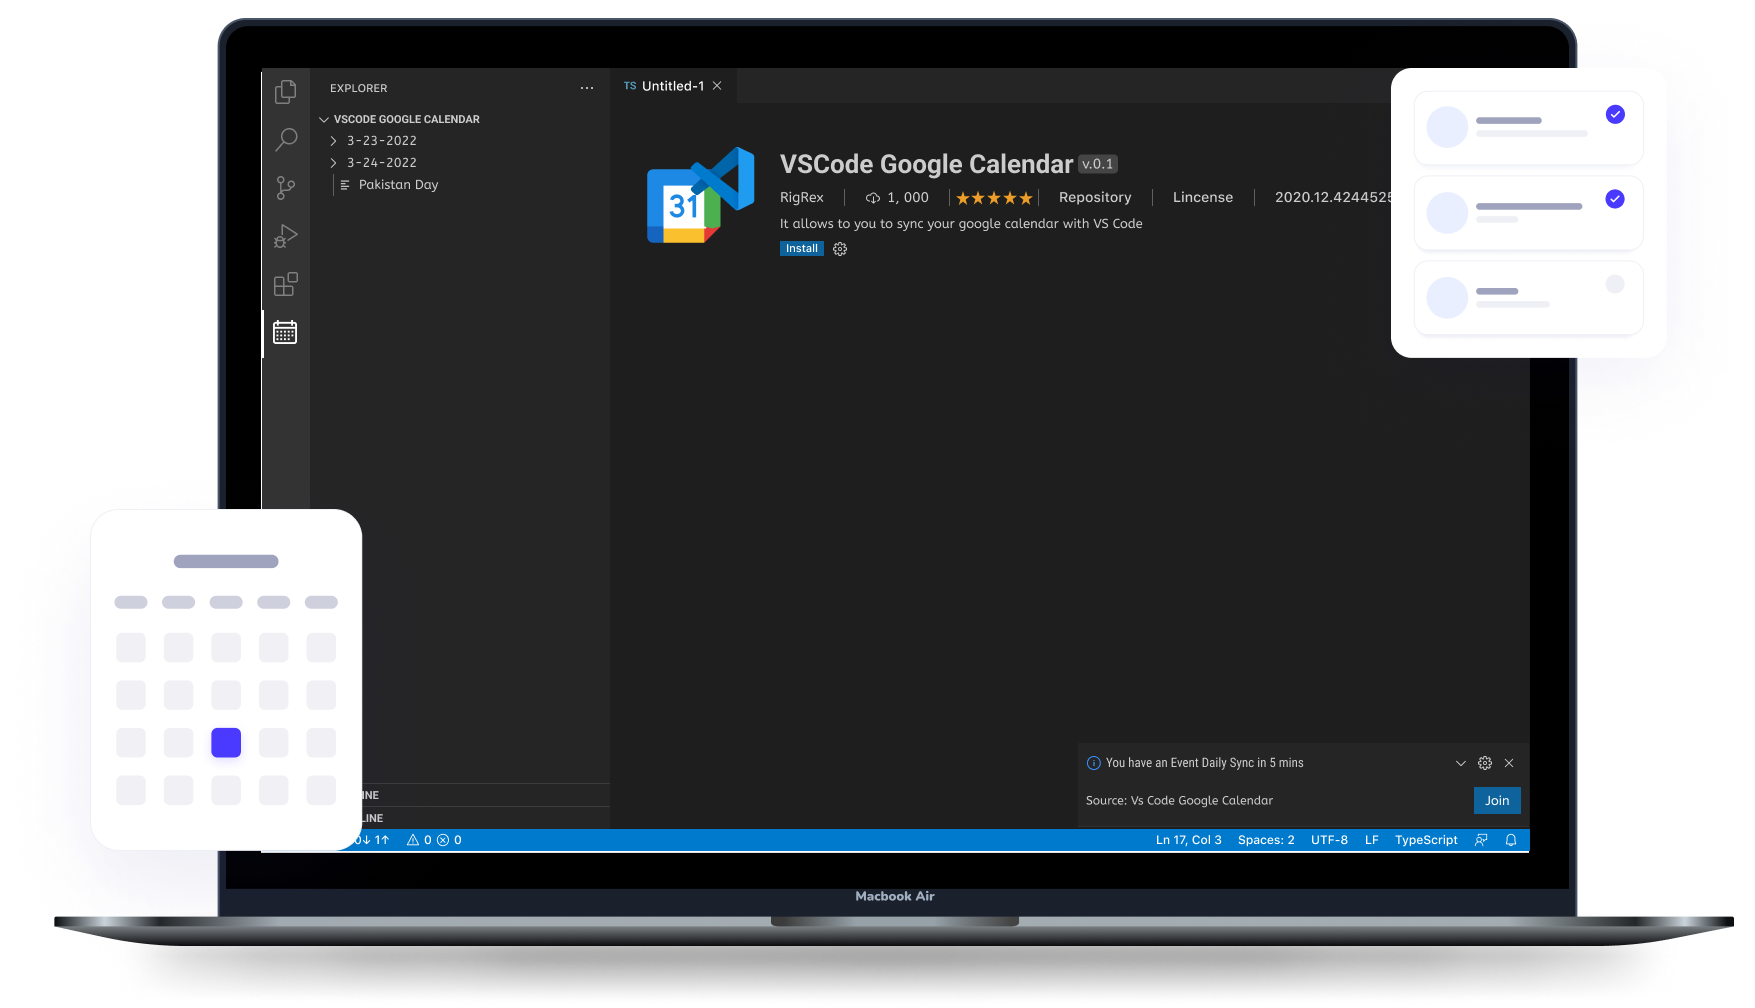 EXPLORER ...
TS Untitled-1
VSCODE GOOGLE CALENDAR
3-23-2022
3-24-2022
Pakistan Day
31
VSCode Google Calendar v.0.1
RigRex 1, 000 Repository Lincense 2020.12.4244525
It allows to you to sync your google calendar with VS Code
Install
You have an Event Daily Sync in 5 mins
Source: Vs Code Google Calendar Join
INE
LINE
0↓ 1↑ 0 0 Ln 17, Col 3 Spaces: 2 UTF-8 LF TypeScript
Macbook Air